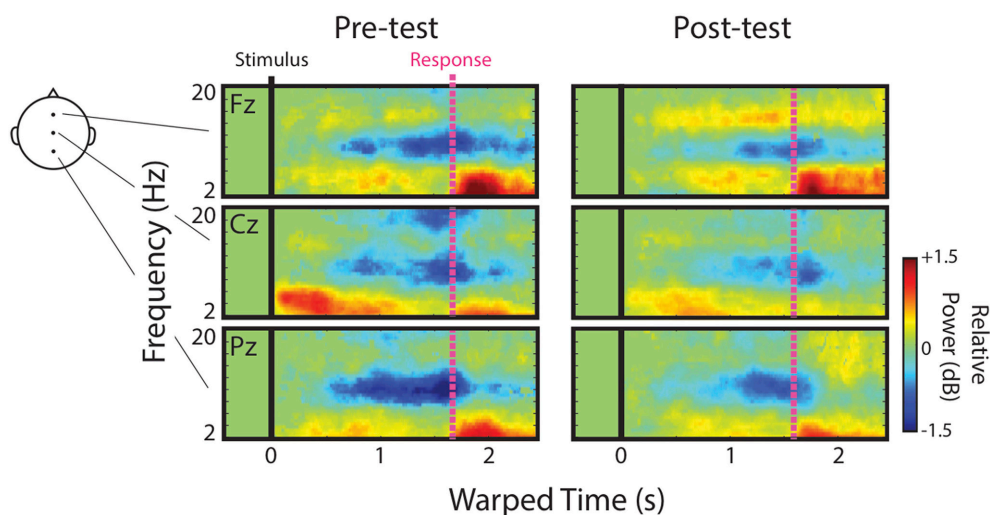 Pre-test
Post-test
Stimulus
Response
20
Fz
2
20
Cz
2
20
Pz
2
Frequency (Hz)
0
1
2
0
1
2
Warped Time (s)
+1.5
0
-1.5
Relative
Power (dB)